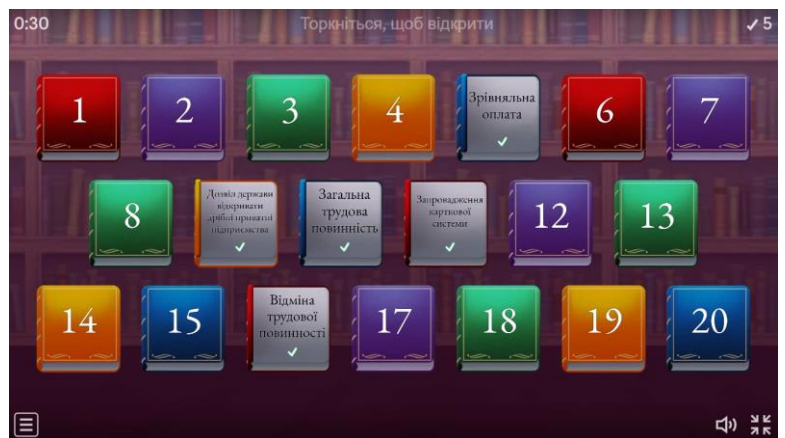 0:30
Торкніться, щоб відкрити
✓ 5
1
2
3
4
Зрівняльна
оплата
✓
6
7
8
Дозвіл держави
відкривати
дрібні приватні
підприємства
✓
Загальна
трудова
повинність
✓
Запровадження
карткової
системи
✓
12
13
14
15
Відміна
трудової
повинності
✓
17
18
19
20